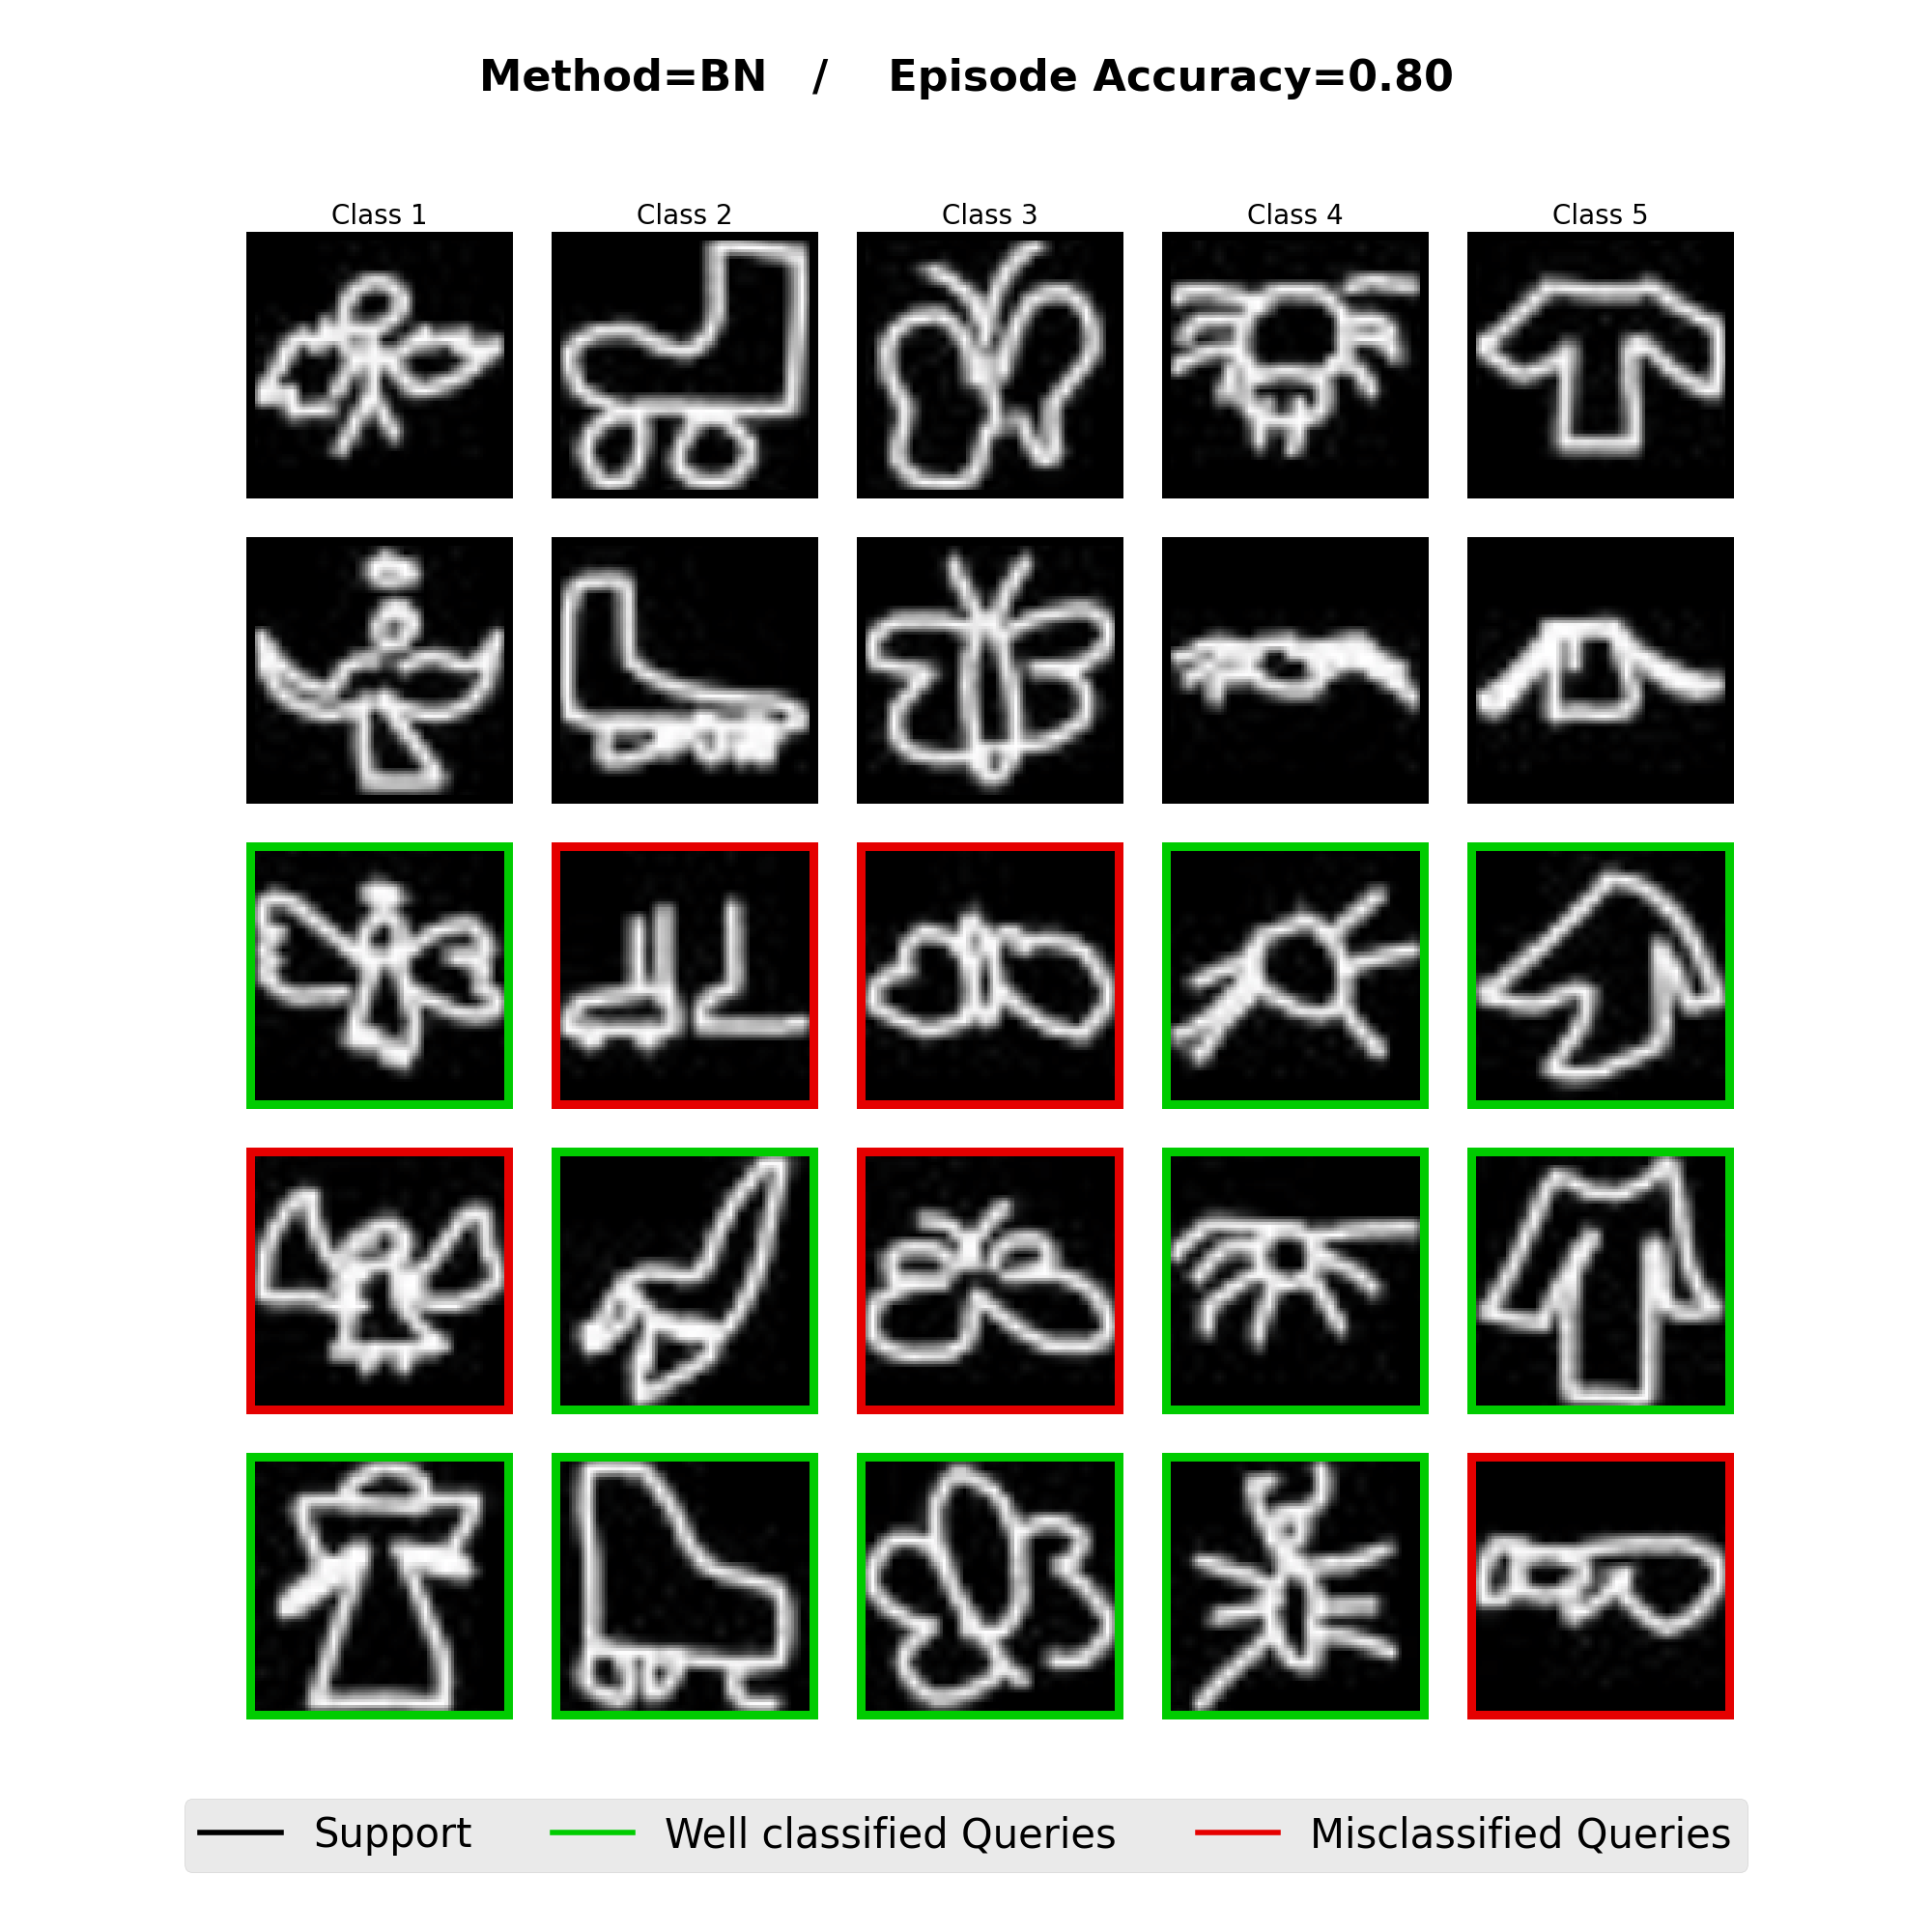 Method=BN / Episode Accuracy=0.80
Class 1 Class 2 Class 3 Class 4 Class 5
Support Well classified Queries Misclassified Queries